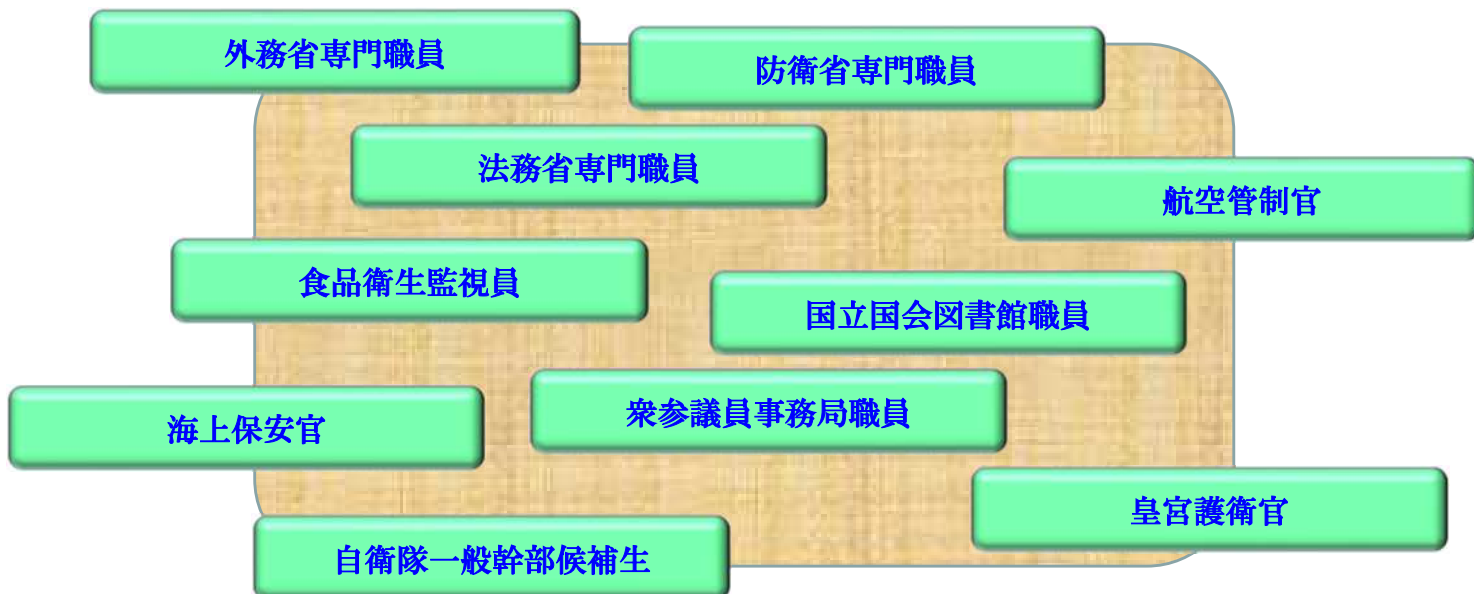 外務省専門職員
防衛省専門職員
法務省専門職員
航空管制官
食品衛生監視員
国立国会図書館職員
衆参議員事務局職員
海上保安官
皇宮護衛官
自衛隊一般幹部候補生